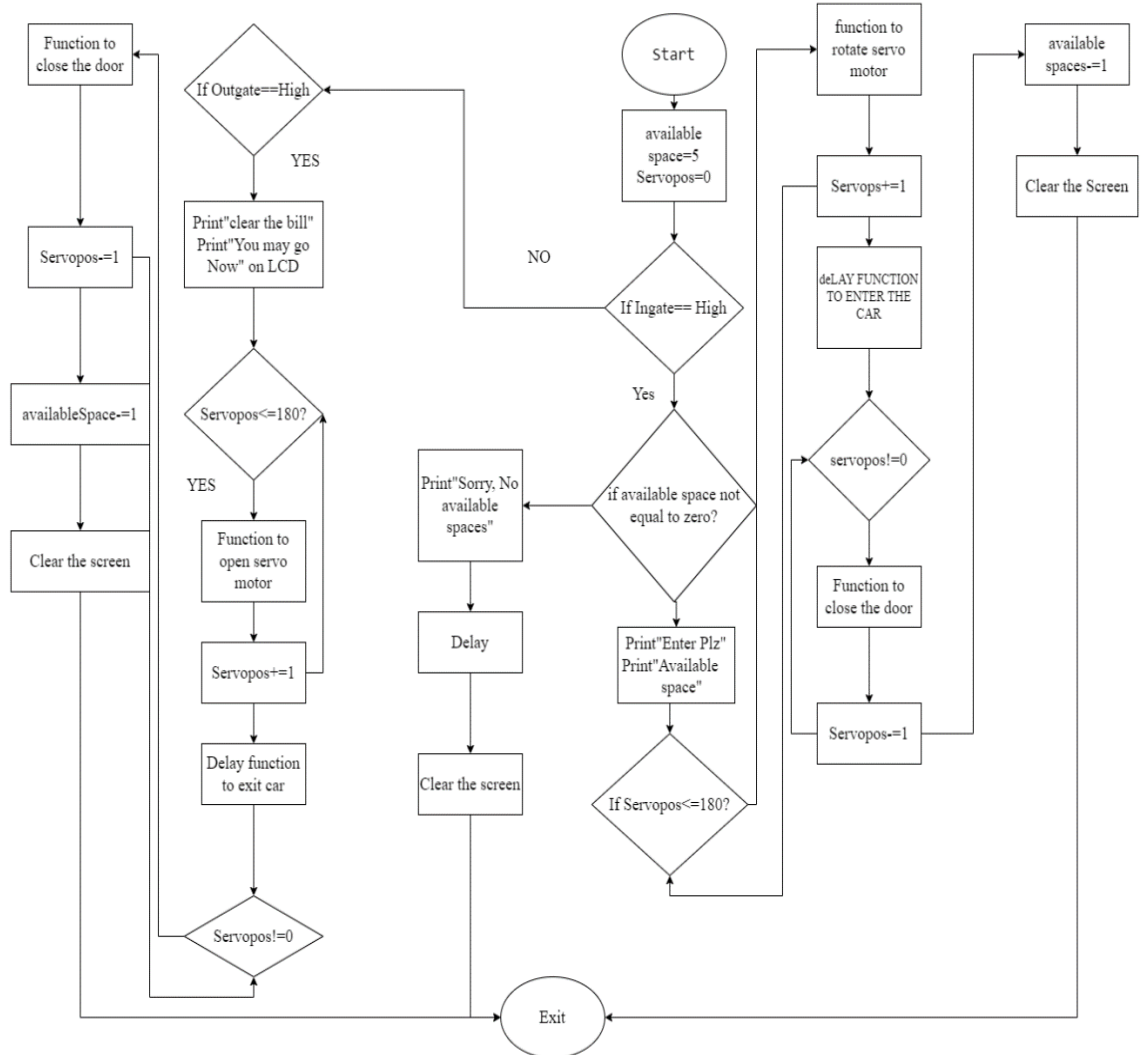 Start
available
space=5
Servopos=0
If Ingate== High
NO
Yes
if available space not
equal to zero?
Print"Sorry, No
available
spaces"
Delay
Clear the screen
Print"Enter Plz"
Print"Available
space"
If Servopos<=180?
function to
rotate servo
motor
Servops+=1
deLAY FUNCTION
TO ENTER THE
CAR
servopos!=0
Function to
close the door
Servopos-=1
available
spaces-=1
Clear the Screen
If Outgate==High
YES
Print"clear the bill"
Print"You may go
Now" on LCD
Servopos<=180?
YES
Function to
open servo
motor
Servopos+=1
Delay function
to exit car
Servopos!=0
Function to
close the door
Servopos-=1
availableSpace-=1
Clear the screen
Exit